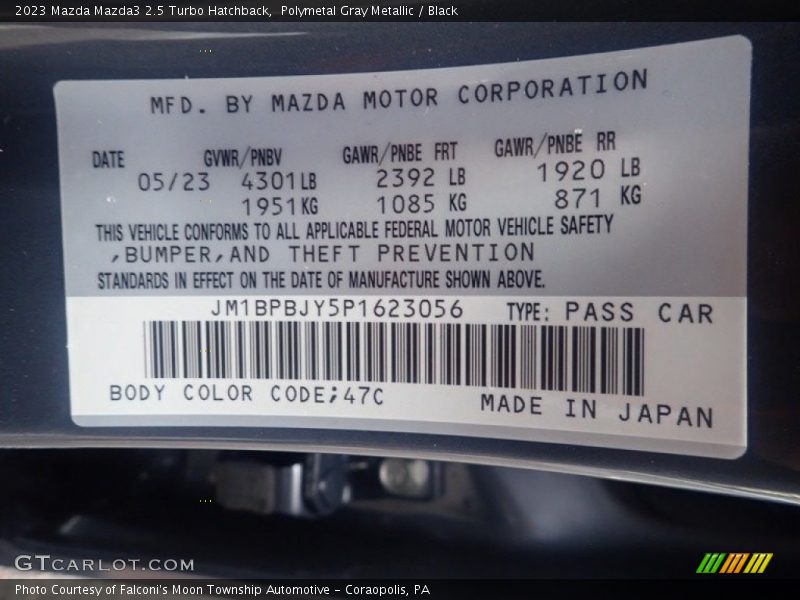 2023 Mazda Mazda3 2.5 Turbo Hatchback, Polymetal Gray Metallic / Black
MFD. BY MAZDA MOTOR CORPORATION
DATE GVWR/PNBV GAWR/PNBE FRT GAWR/PNBE RR
05/23 4301 LB 2392 LB 1920 LB
1951 KG 1085 KG 871 KG
THIS VEHICLE CONFORMS TO ALL APPLICABLE FEDERAL MOTOR VEHICLE SAFETY
,BUMPER,AND THEFT PREVENTION
STANDARDS IN EFFECT ON THE DATE OF MANUFACTURE SHOWN ABOVE.
JM1BPBJY5P1623056 TYPE: PASS CAR
BODY COLOR CODE;47C MADE IN JAPAN
GTCARLOT.COM
Photo Courtesy of Falconi's Moon Township Automotive - Coraopolis, PA